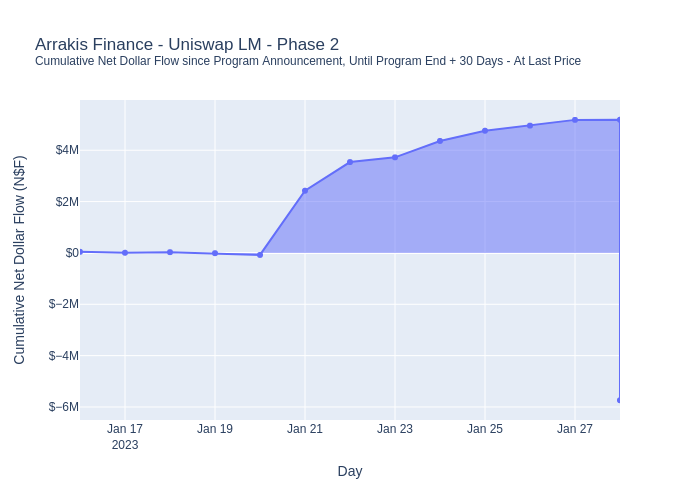 Arrakis Finance - Uniswap LM - Phase 2
Cumulative Net Dollar Flow since Program Announcement, Until Program End + 30 Days - At Last Price
Cumulative Net Dollar Flow (N$F)
$4M
$2M
$0
$−2M
$−4M
$−6M
Jan 17
2023
Jan 19
Jan 21
Jan 23
Jan 25
Jan 27
Day